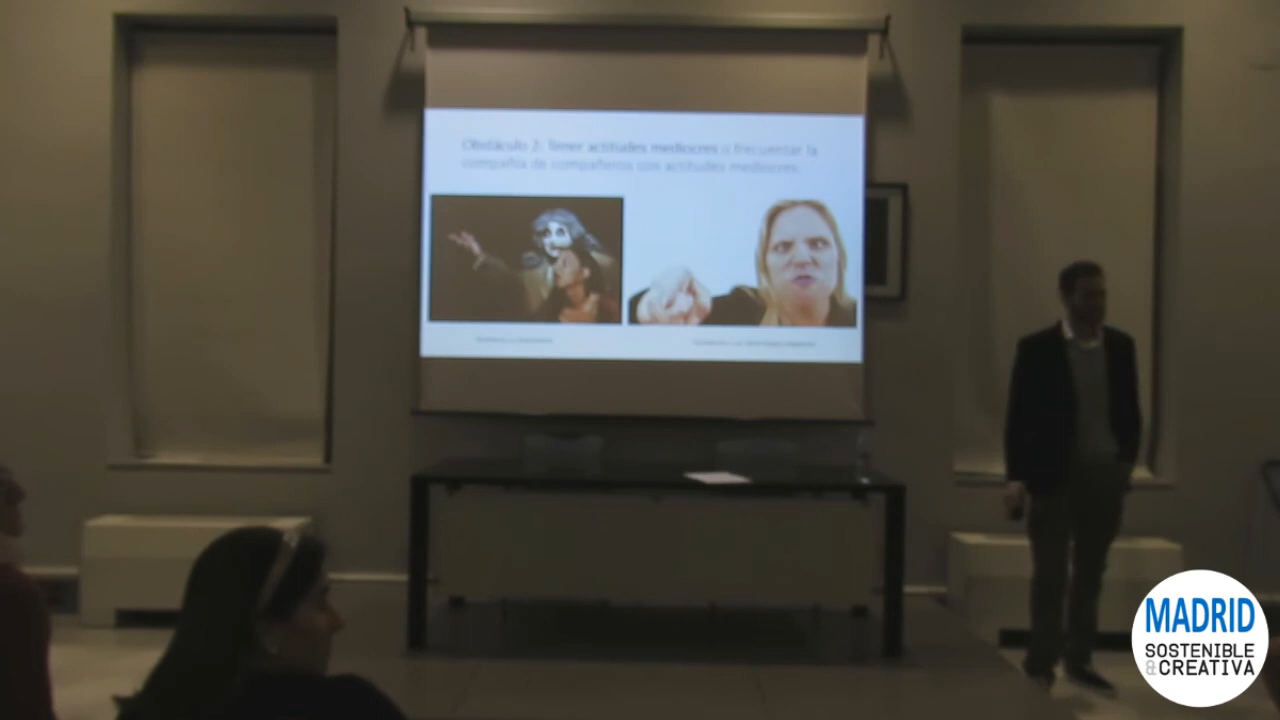 Obstáculo 2: Tener actitudes mediocres o frecuentar la
compañía de compañeros con actitudes mediocres.
MADRID
SOSTENIBLE
&CREATIVA